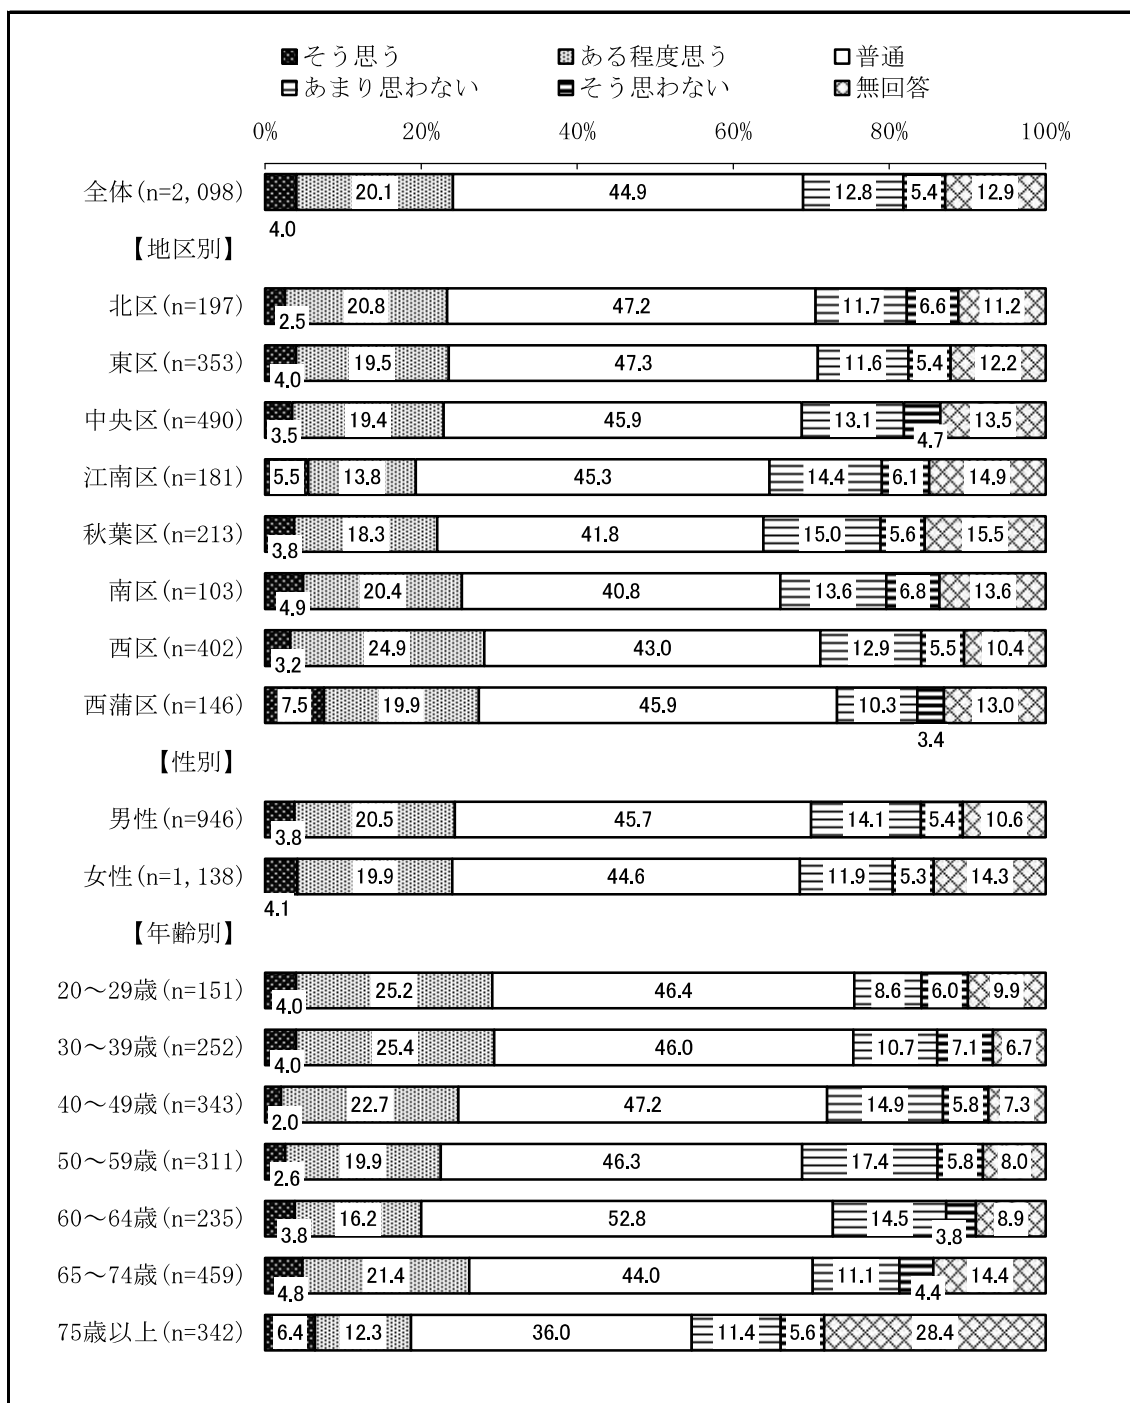 そう思う ある程度思う 普通
あまり思わない そう思わない 無回答
0% 20% 40% 60% 80% 100%
全体(n=2,098) 4.0 20.1 44.9 12.8 5.4 12.9
【地区別】
北区(n=197) 2.5 20.8 47.2 11.7 6.6 11.2
東区(n=353) 4.0 19.5 47.3 11.6 5.4 12.2
中央区(n=490) 3.5 19.4 45.9 13.1 4.7 13.5
江南区(n=181) 5.5 13.8 45.3 14.4 6.1 14.9
秋葉区(n=213) 3.8 18.3 41.8 15.0 5.6 15.5
南区(n=103) 4.9 20.4 40.8 13.6 6.8 13.6
西区(n=402) 3.2 24.9 43.0 12.9 5.5 10.4
西蒲区(n=146) 7.5 19.9 45.9 10.3 3.4 13.0
【性別】
男性(n=946) 3.8 20.5 45.7 14.1 5.4 10.6
女性(n=1,138) 4.1 19.9 44.6 11.9 5.3 14.3
【年齢別】
20～29歳(n=151) 4.0 25.2 46.4 8.6 6.0 9.9
30～39歳(n=252) 4.0 25.4 46.0 10.7 7.1 6.7
40～49歳(n=343) 2.0 22.7 47.2 14.9 5.8 7.3
50～59歳(n=311) 2.6 19.9 46.3 17.4 5.8 8.0
60～64歳(n=235) 3.8 16.2 52.8 14.5 3.8 8.9
65～74歳(n=459) 4.8 21.4 44.0 11.1 4.4 14.4
75歳以上(n=342) 6.4 12.3 36.0 11.4 5.6 28.4